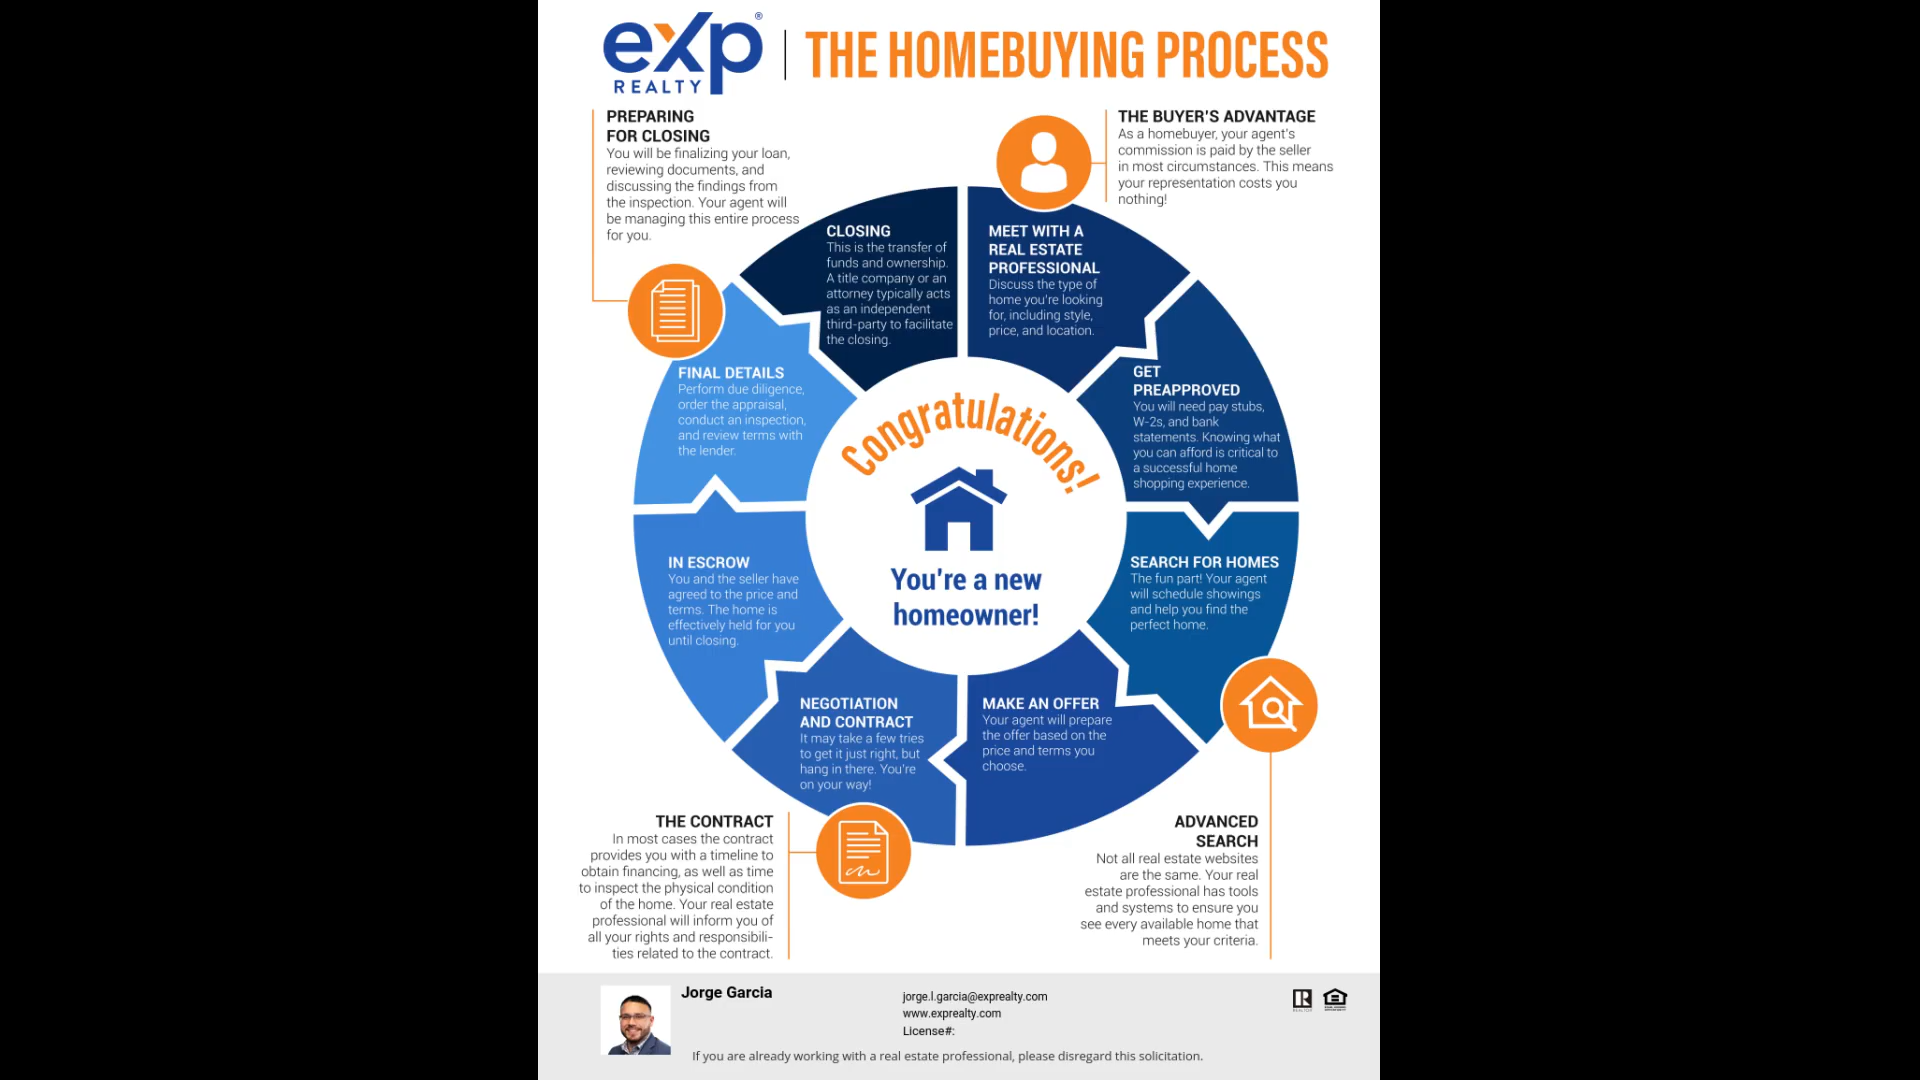 exp®
REALTY
THE HOMEBUYING PROCESS
PREPARING
FOR CLOSING
You will be finalizing your loan,
reviewing documents, and
discussing the findings from
the inspection. Your agent will
be managing this entire process
for you.
THE BUYER'S ADVANTAGE
As a homebuyer, your agent's
commission is paid by the seller
in most circumstances. This means
your representation costs you
nothing!
CLOSING
This is the transfer of
funds and ownership.
A title company or an
attorney typically acts
as an independent
third-party to facilitate
the closing.
MEET WITH A
REAL ESTATE
PROFESSIONAL
Discuss the type of
home you're looking
for, including style,
price, and location.
GET
PREAPPROVED
You will need pay stubs,
W-2s, and bank
statements. Knowing what
you can afford is critical to
a successful home
shopping experience.
SEARCH FOR HOMES
The fun part! Your agent
will schedule showings
and help you find the
perfect home.
MAKE AN OFFER
Your agent will prepare
the offer based on the
price and terms you
choose.
NEGOTIATION
AND CONTRACT
It may take a few tries
to get it just right, but
hang in there. You're
on your way!
IN ESCROW
You and the seller have
agreed to the price and
terms. The home is
effectively held for you
until closing.
FINAL DETAILS
Perform due diligence,
order the appraisal,
conduct an inspection,
and review terms with
the lender.
Congratulations!
You're a new
homeowner!
THE CONTRACT
In most cases the contract
provides you with a timeline to
obtain financing, as well as time
to inspect the physical condition
of the home. Your real estate
professional will inform you of
all your rights and responsibili-
ties related to the contract.
ADVANCED
SEARCH
Not all real estate websites
are the same. Your real
estate professional has tools
and systems to ensure you
see every available home that
meets your criteria.
Jorge Garcia
jorge.l.garcia@exprealty.com
www.exprealty.com
License#:
If you are already working with a real estate professional, please disregard this solicitation.